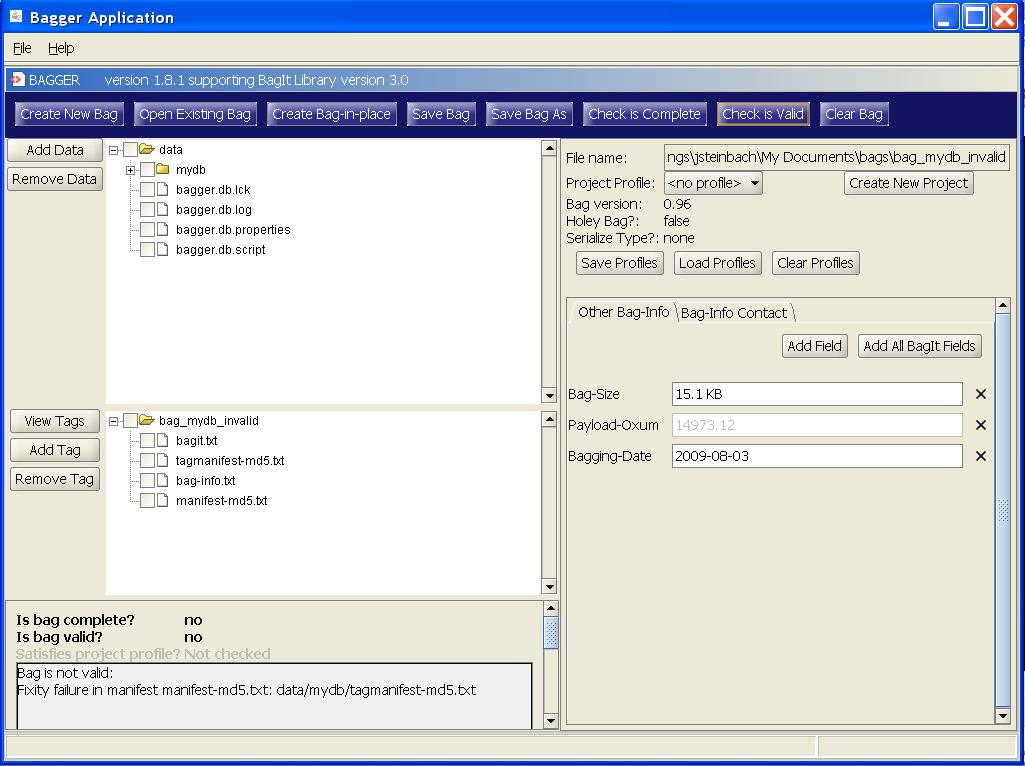 Bagger Application
File Help
BAGGER version 1.8.1 supporting BagIt Library version 3.0
Create New Bag Open Existing Bag Create Bag-in-place Save Bag Save Bag As Check is Complete Check is Valid Clear Bag
Add Data
Remove Data
data
mydb
bagger.db.lck
bagger.db.log
bagger.db.properties
bagger.db.script
View Tags
Add Tag
Remove Tag
bag_mydb_invalid
bagit.txt
tagmanifest-md5.txt
bag-info.txt
manifest-md5.txt
Is bag complete? no
Is bag valid? no
Satisfies project profile? Not checked
Bag is not valid:
Fixity failure in manifest manifest-md5.txt: data/mydb/tagmanifest-md5.txt
File name: ngs\jsteinbach\My Documents\bags\bag_mydb_invalid
Project Profile: <no profile> Create New Project
Bag version: 0.96
Holey Bag?: false
Serialize Type?: none
Save Profiles Load Profiles Clear Profiles
Other Bag-Info Bag-Info Contact
Add Field Add All BagIt Fields
Bag-Size 15.1 KB
Payload-Oxum 14973.12
Bagging-Date 2009-08-03